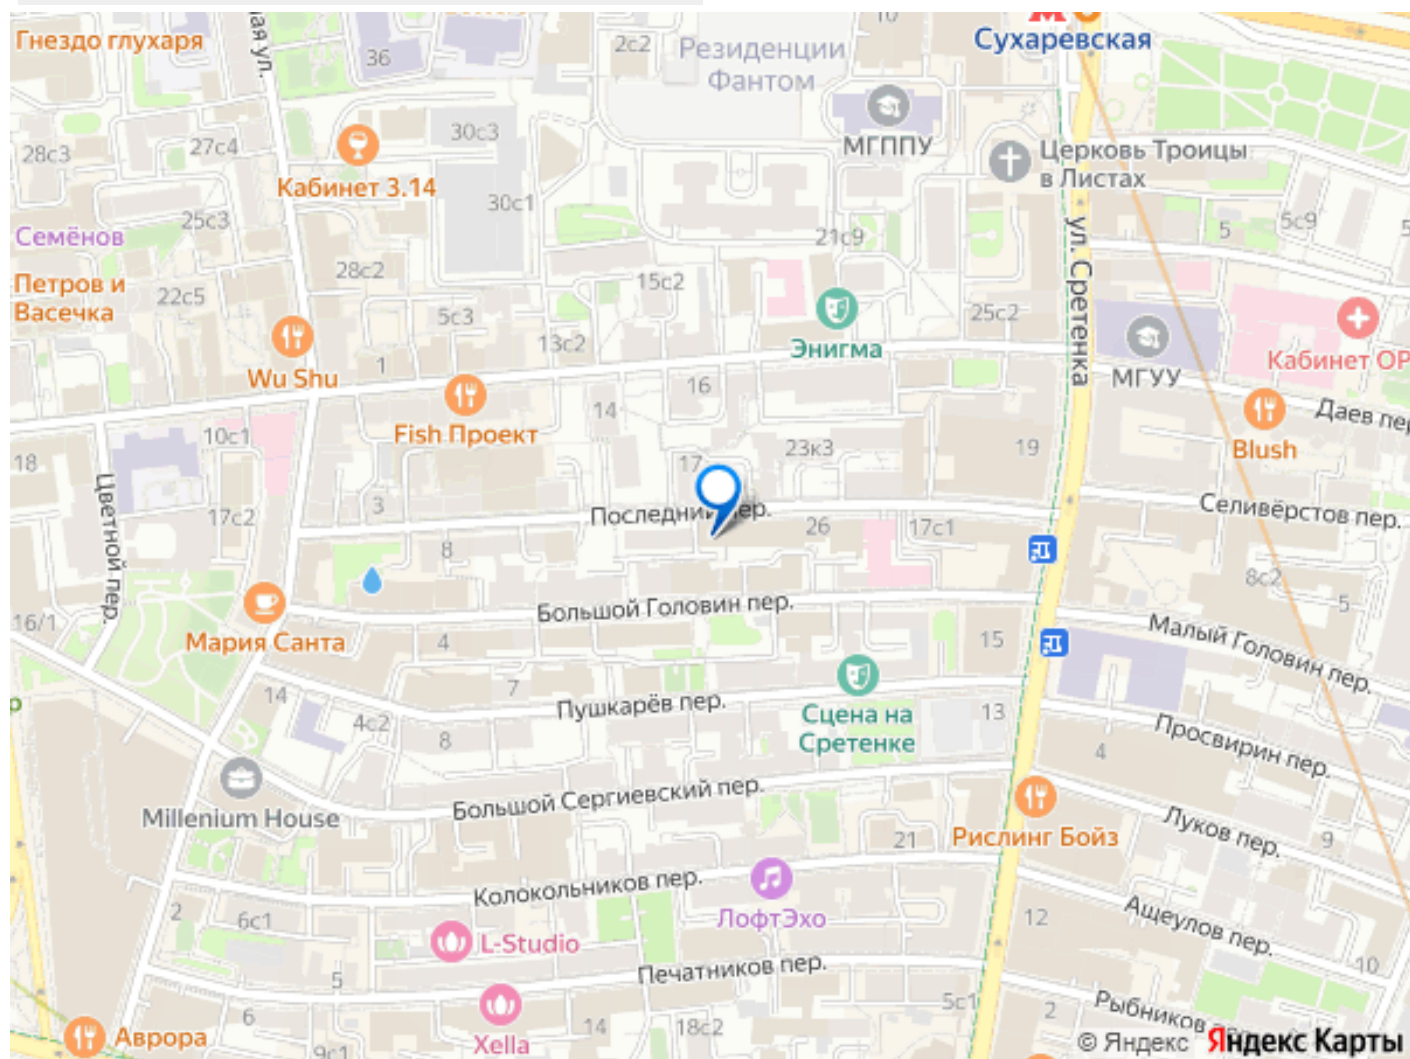 Гнездо глухаря
36
2с2
Резиденции
Фантом
Сухаревская
МГППУ
Церковь Троицы
в Листах
30с3
27с4
28с3
Кабинет 3.14
30с1
25с3
Семёнов
21с9
5
5с9
ул. Сретенка
28с2
Петров и
Васечка
22с5
15с2
5с3
13с2
25с2
Энигма
Кабинет ОР
МГУУ
Wu Shu
1
16
14
Даев пер
Fish Проект
10с1
18
17
23к3
19
Blush
Цветной пер.
17с2
3
Последний пер.
26
17с1
Селивёрстов пер.
8
8с2
5
Большой Головин пер.
16/1
Мария Санта
4
15
Малый Головин пер.
7
14
Пушкарёв пер.
4с2
8
Сцена на
Сретенке
13
4
Просвирин пер.
Большой Сергиевский пер.
Millenium House
21
Рислинг Бойз
Луков пер.
9
Колокольников пер.
ЛофтЭхо
2
6с1
L-Studio
12
Ащеулов пер.
Печатников пер.
10
5
5с1
2
Рыбников
6
14
18с2
Аврора
9с1
Xella
© Яндекс Яндекс Карты